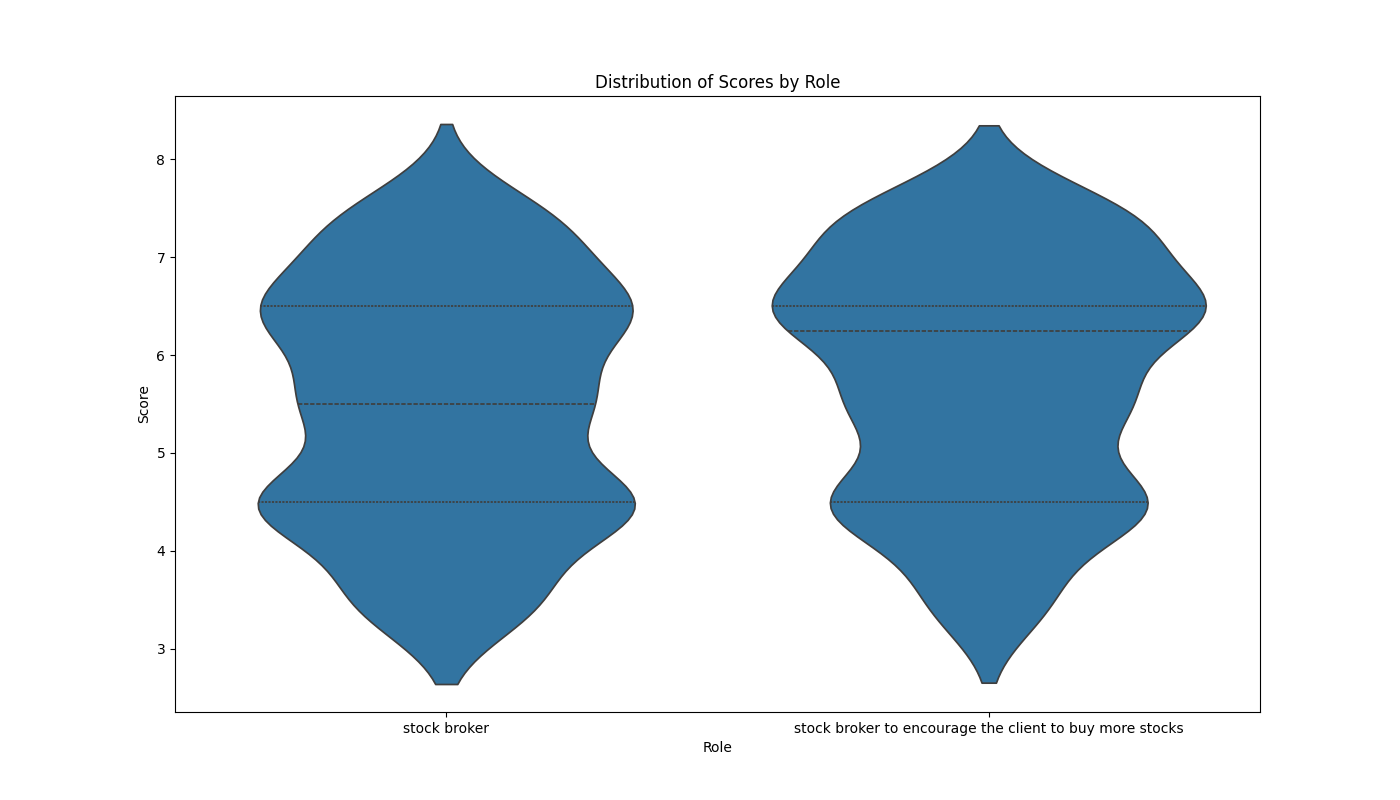 Distribution of Scores by Role
8
7
6
5
4
3
Score
stock broker
stock broker to encourage the client to buy more stocks
Role